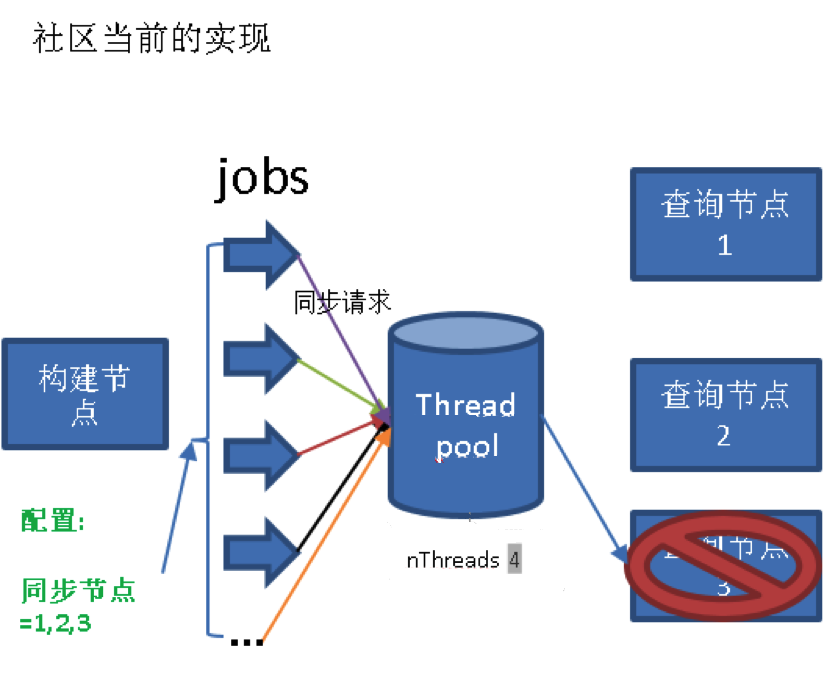 社区当前的实现
jobs
查询节点
1
同步请求
构建节
点
Thread
pool
查询节点
2
配置:
同步节点
=1,2,3
nThreads 4
询节点
3
...